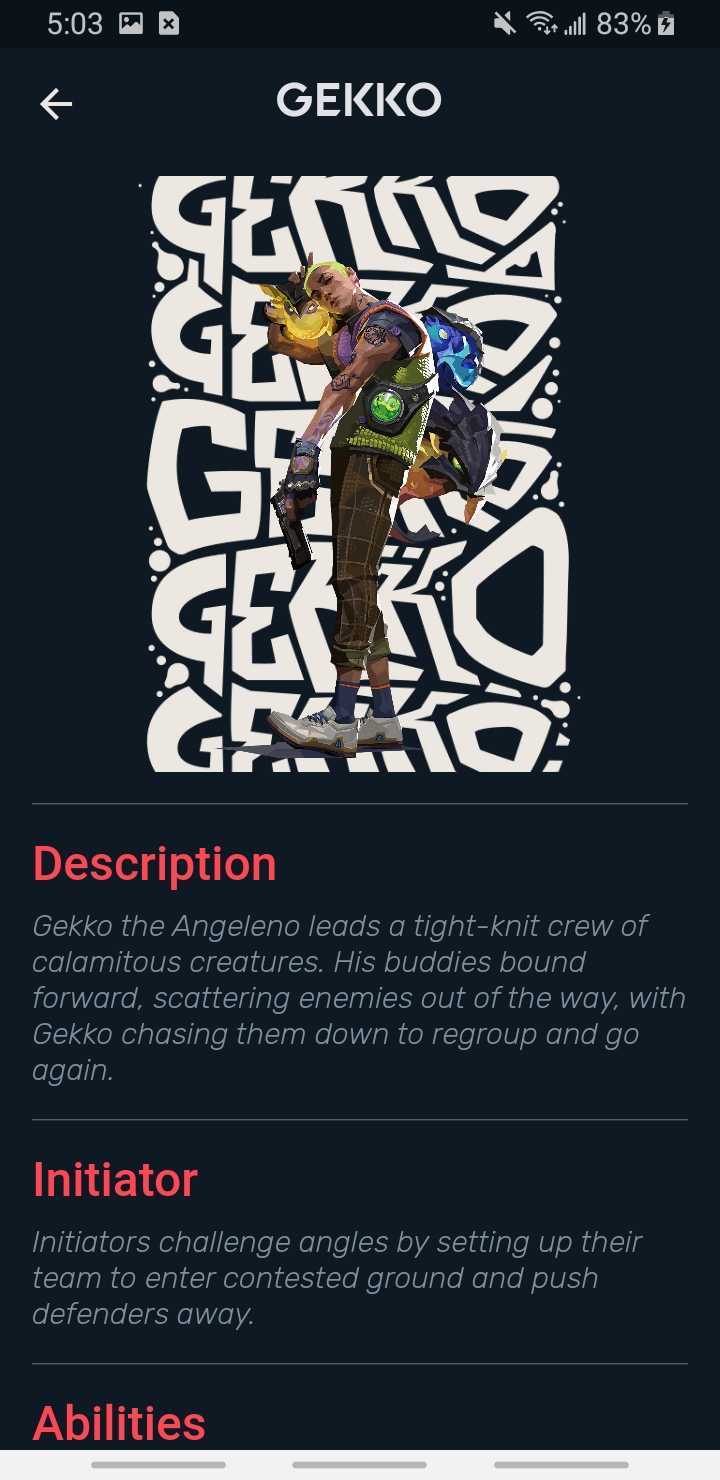 5:03
83%
GEKKO
GEKKO
GEKKO
GEKKO
GEKKO
GEKKO
Description
Gekko the Angeleno leads a tight-knit crew of
calamitous creatures. His buddies bound
forward, scattering enemies out of the way, with
Gekko chasing them down to regroup and go
again.
Initiator
Initiators challenge angles by setting up their
team to enter contested ground and push
defenders away.
Abilities